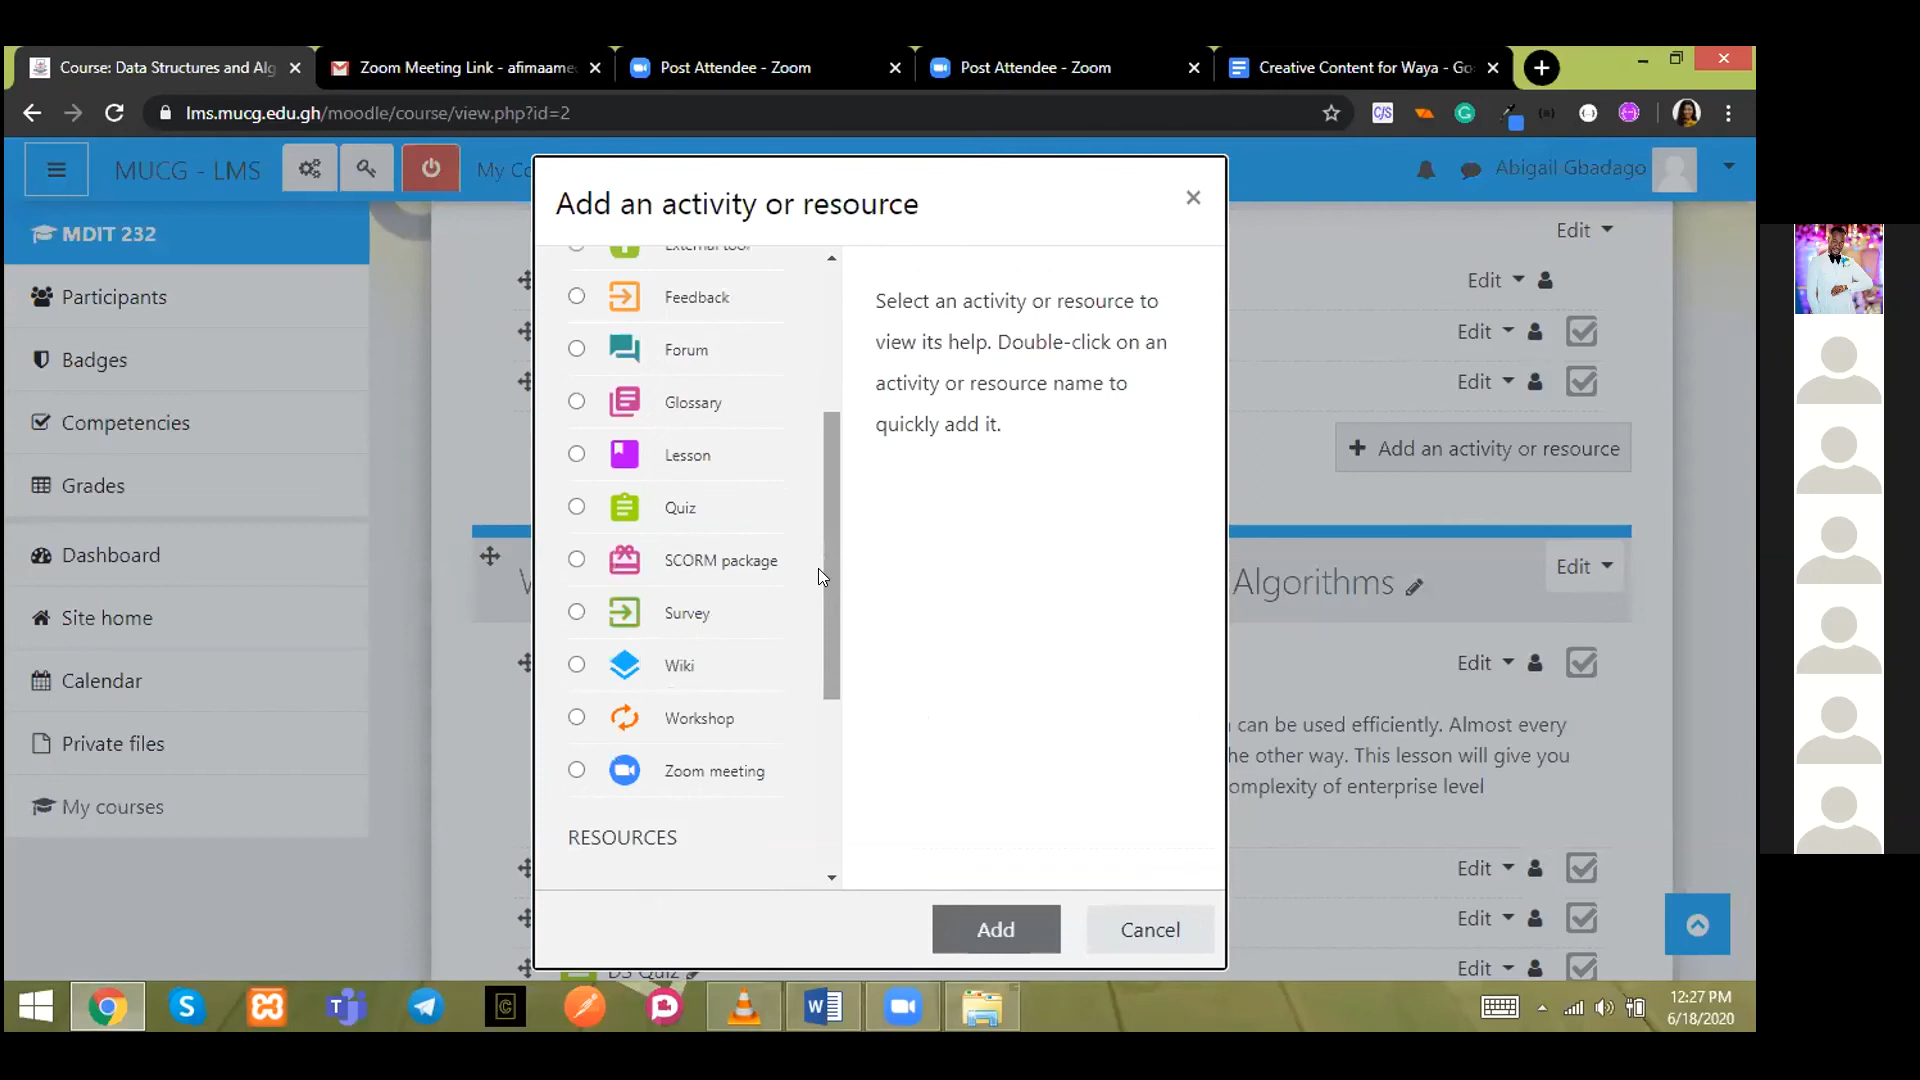 Course: Data Structures and Alg
Zoom Meeting Link - afimaame
Post Attendee - Zoom
Post Attendee - Zoom
Creative Content for Waya - Go
lms.mucg.edu.gh/moodle/course/view.php?id=2
MUCG - LMS
My Co
Abigail Gbadago
MDIT 232
Participants
Badges
Competencies
Grades
Dashboard
Site home
Calendar
Private files
My courses
Add an activity or resource
External tool
Feedback
Forum
Glossary
Lesson
Quiz
SCORM package
Survey
Wiki
Workshop
Zoom meeting
RESOURCES
Select an activity or resource to
view its help. Double-click on an
activity or resource name to
quickly add it.
Add
Cancel
Edit
Edit
Edit
Edit
Add an activity or resource
Algorithms
Edit
Edit
can be used efficiently. Almost every
he other way. This lesson will give you
omplexity of enterprise level
Edit
Edit
Edit
DS Quiz
12:27 PM
6/18/2020